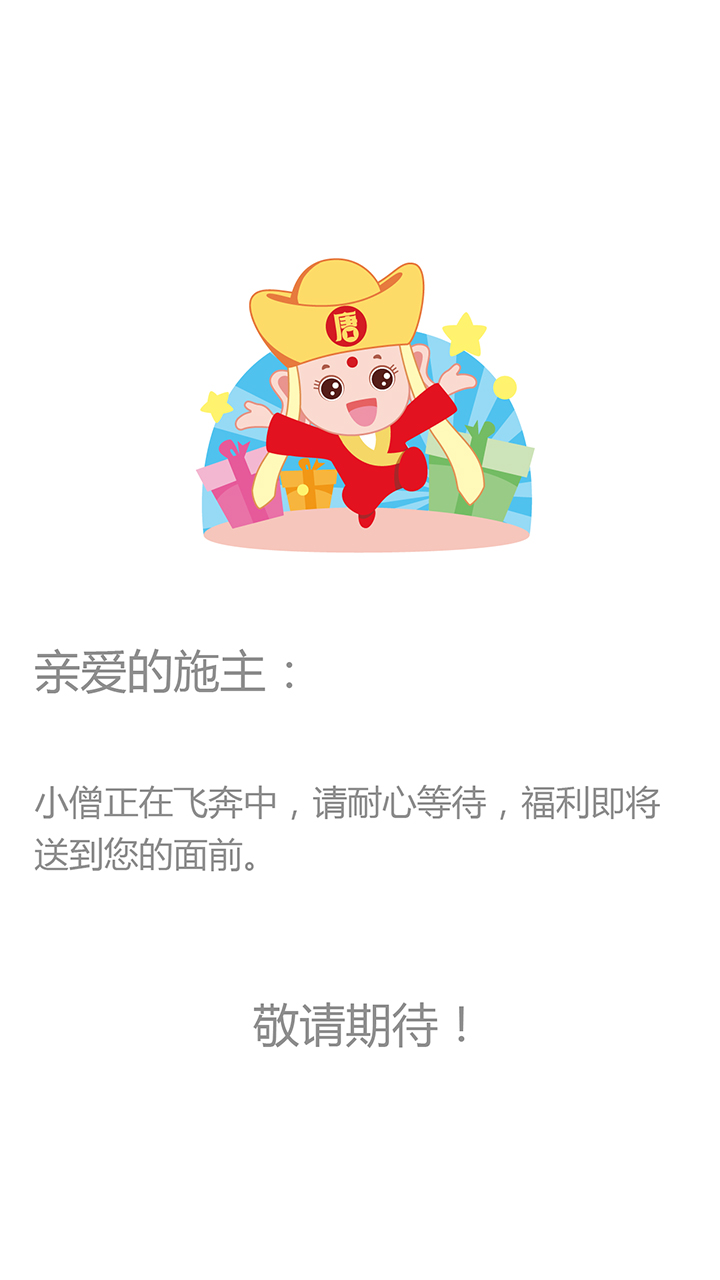 唐
亲爱的施主：
小僧正在飞奔中，请耐心等待，福利即将
送到您的面前。
敬请期待！